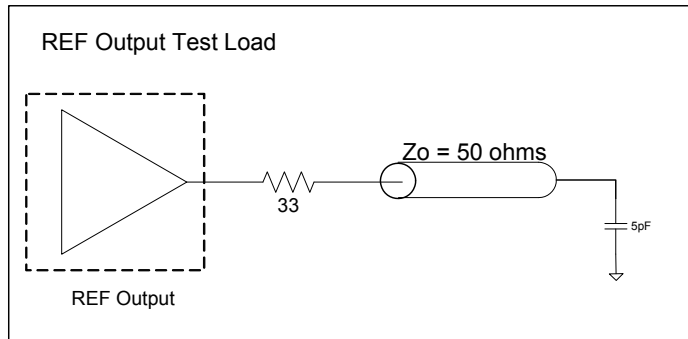 REF Output Test Load
Zo = 50 ohms
33
5pF
REF Output